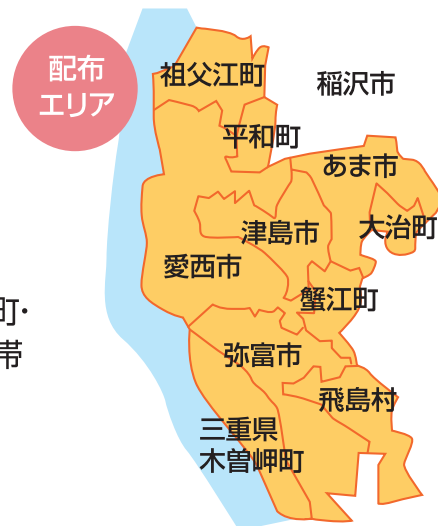 配布
エリア
祖父江町
稲沢市
平和町
あま市
大治町
津島市
愛西市
蟹江町
町・
帯
弥富市
飛島村
三重県
木曽岬町